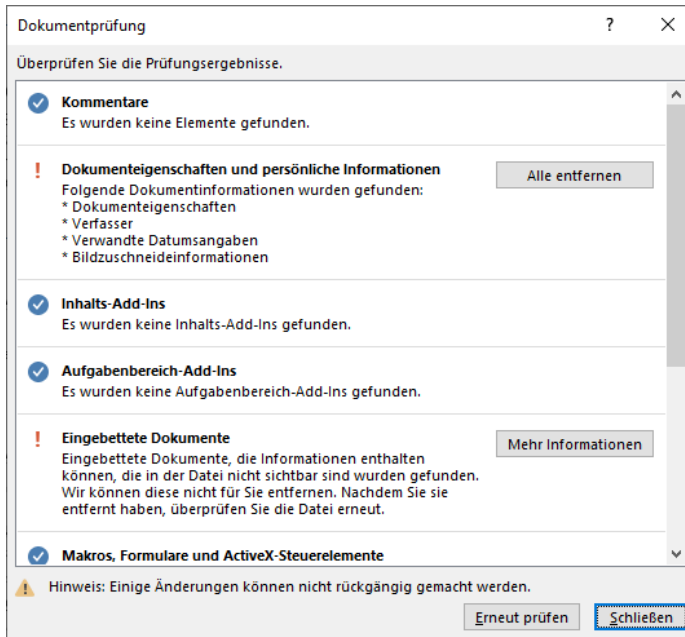 Dokumentprüfung
?
Überprüfen Sie die Prüfungsergebnisse.
Kommentare
Es wurden keine Elemente gefunden.
! Dokumenteigenschaften und persönliche Informationen
Alle entfernen
Folgende Dokumentinformationen wurden gefunden:
* Dokumenteigenschaften
* Verfasser
* Verwandte Datumsangaben
* Bildzuschneideinformationen
Inhalts-Add-Ins
Es wurden keine Inhalts-Add-Ins gefunden.
Aufgabenbereich-Add-Ins
Es wurden keine Aufgabenbereich-Add-Ins gefunden.
! Eingebettete Dokumente
Mehr Informationen
Eingebettete Dokumente, die Informationen enthalten
können, die in der Datei nicht sichtbar sind wurden gefunden.
Wir können diese nicht für Sie entfernen. Nachdem Sie sie
entfernt haben, überprüfen Sie die Datei erneut.
Makros, Formulare und ActiveX-Steuerelemente
Hinweis: Einige Änderungen können nicht rückgängig gemacht werden.
Erneut prüfen
Schließen